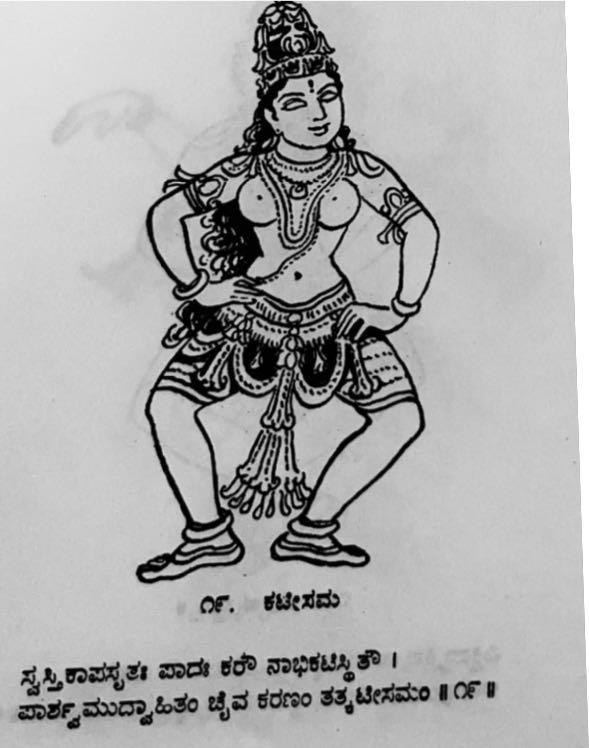 ೧೯. ಕಟೀಸಮ
ಸ್ವಸ್ತಿಕಾಪಸೃತಃ ಪಾದಃ ಕರೌ ನಾಭಿಕಟಿಸ್ಥಿತೌ ।
ಪಾರ್ಶ್ವಮುದ್ವಾಹಿತಂ ಚೈವ ಕರಣಂ ತತ್ಕಟೀಸಮಂ ॥ ೧೯ ॥